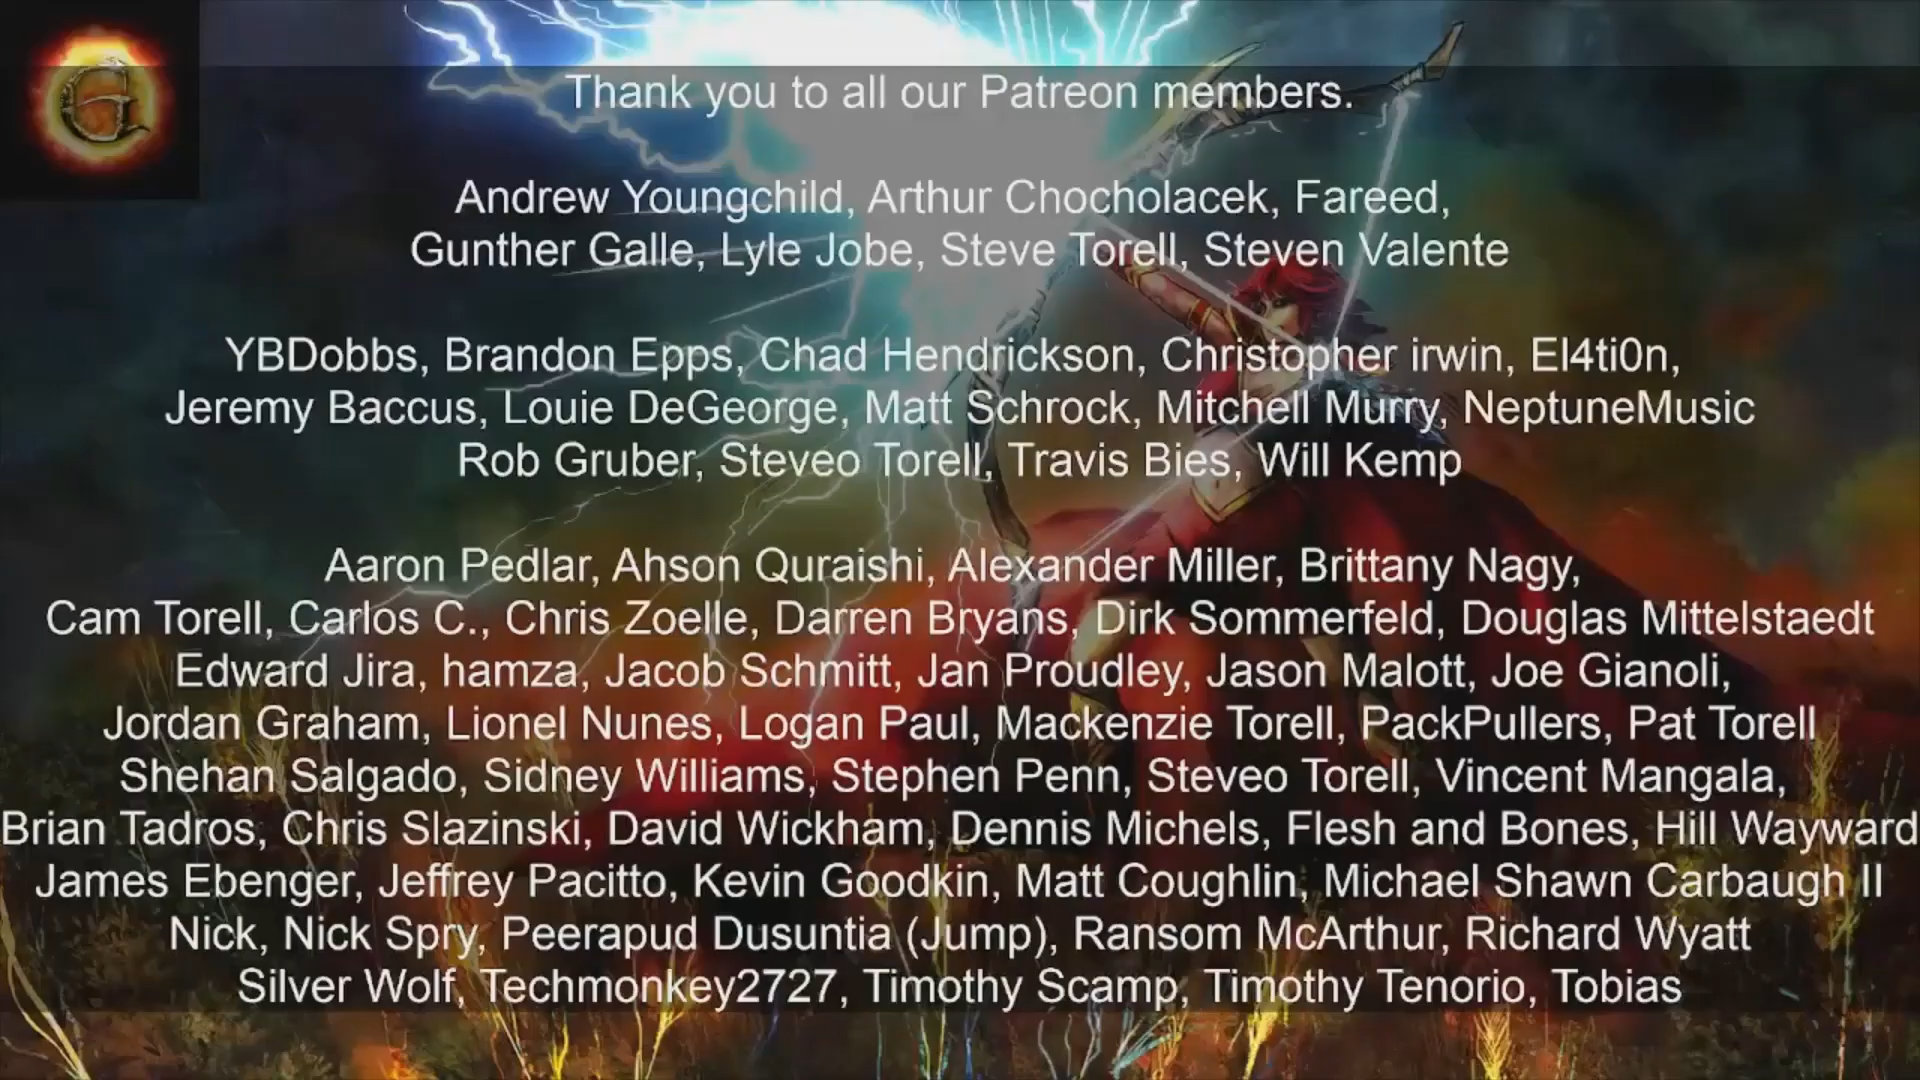 G
Thank you to all our Patreon members.
Andrew Youngchild, Arthur Chocholacek, Fareed,
Gunther Galle, Lyle Jobe, Steve Torell, Steven Valente
YBDobbs, Brandon Epps, Chad Hendrickson, Christopher irwin, El4ti0n,
Jeremy Baccus, Louie DeGeorge, Matt Schrock, Mitchell Murry, NeptuneMusic
Rob Gruber, Steveo Torell, Travis Bies, Will Kemp
Aaron Pedlar, Ahson Quraishi, Alexander Miller, Brittany Nagy,
Cam Torell, Carlos C., Chris Zoelle, Darren Bryans, Dirk Sommerfeld, Douglas Mittelstaedt
Edward Jira, hamza, Jacob Schmitt, Jan Proudley, Jason Malott, Joe Gianoli,
Jordan Graham, Lionel Nunes, Logan Paul, Mackenzie Torell, PackPullers, Pat Torell
Shehan Salgado, Sidney Williams, Stephen Penn, Steveo Torell, Vincent Mangala,
Brian Tadros, Chris Slazinski, David Wickham, Dennis Michels, Flesh and Bones, Hill Wayward
James Ebenger, Jeffrey Pacitto, Kevin Goodkin, Matt Coughlin, Michael Shawn Carbaugh II
Nick, Nick Spry, Peerapud Dusuntia (Jump), Ransom McArthur, Richard Wyatt
Silver Wolf, Techmonkey2727, Timothy Scamp, Timothy Tenorio, Tobias